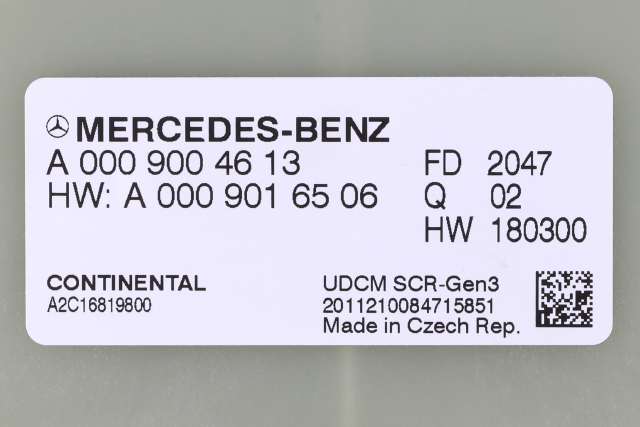 MERCEDES-BENZ
A 000 900 46 13
HW: A 000 901 65 06
FD 2047
Q 02
HW 180300
CONTINENTAL
A2C16819800
UDCM SCR-Gen3
2011210084715851
Made in Czech Rep.